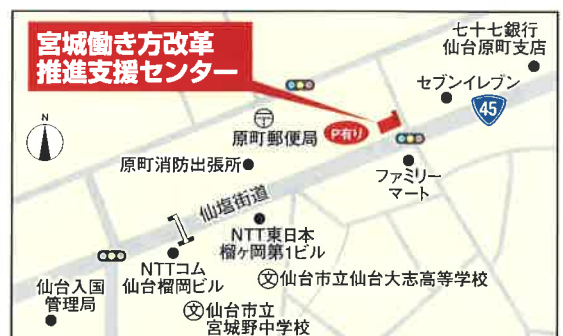 宮城働き方改革
推進支援センター
七十七銀行
仙台原町支店
セブンイレブン
45
N
〒
原町郵便局
P有り
原町消防出張所
ファミリー
マート
仙塩街道
NTT東日本
榴ヶ岡第1ビル
NTTコム
仙台榴岡ビル
文仙台市立仙台大志高等学校
仙台入国
管理局
文仙台市立
宮城野中学校